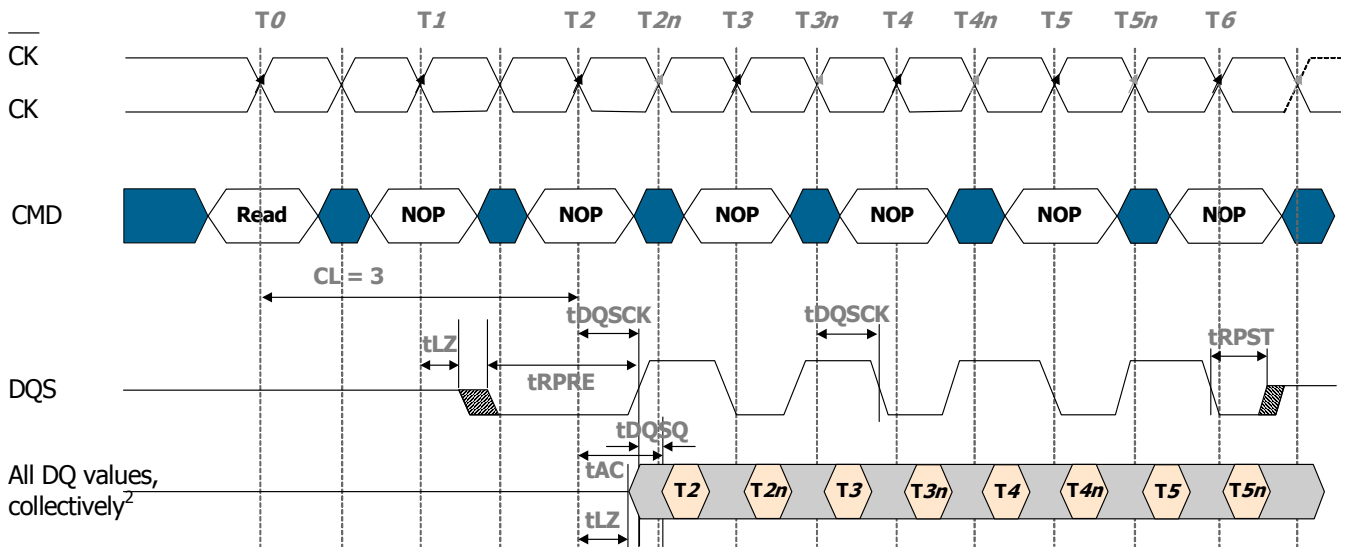 T0 T1 T2 T2n T3 T3n T4 T4n T5 T5n T6
CK
CK
CMD Read NOP NOP NOP NOP NOP NOP
CL = 3
tDQSCK tDQSCK
tLZ tRPST
tRPRE
DQS
tDQSQ
tAC
All DQ values,
collectively2
T2 T2n T3 T3n T4 T4n T5 T5n
tLZ